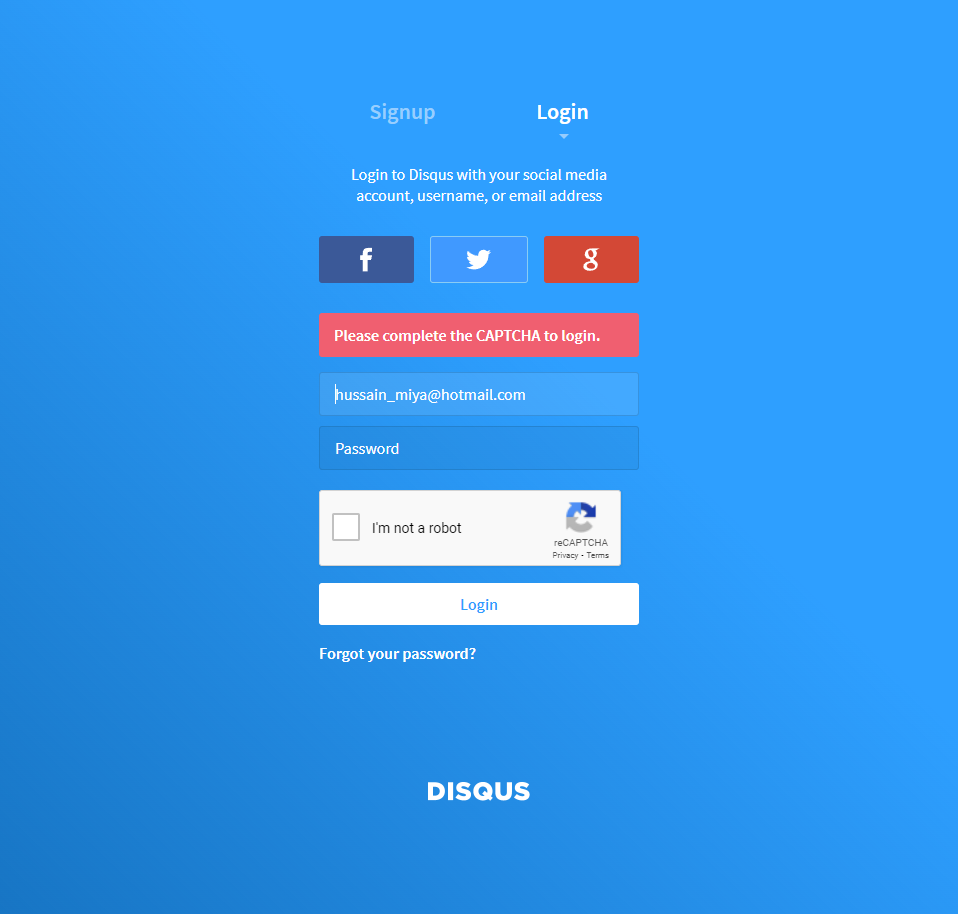 Signup
Login
Login to Disqus with your social media
account, username, or email address
Please complete the CAPTCHA to login.
hussain_miya@hotmail.com
Password
I'm not a robot
reCAPTCHA
Privacy - Terms
Login
Forgot your password?
DISQUS